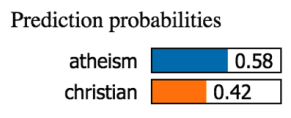 Prediction probabilities
atheism 0.58
christian 0.42